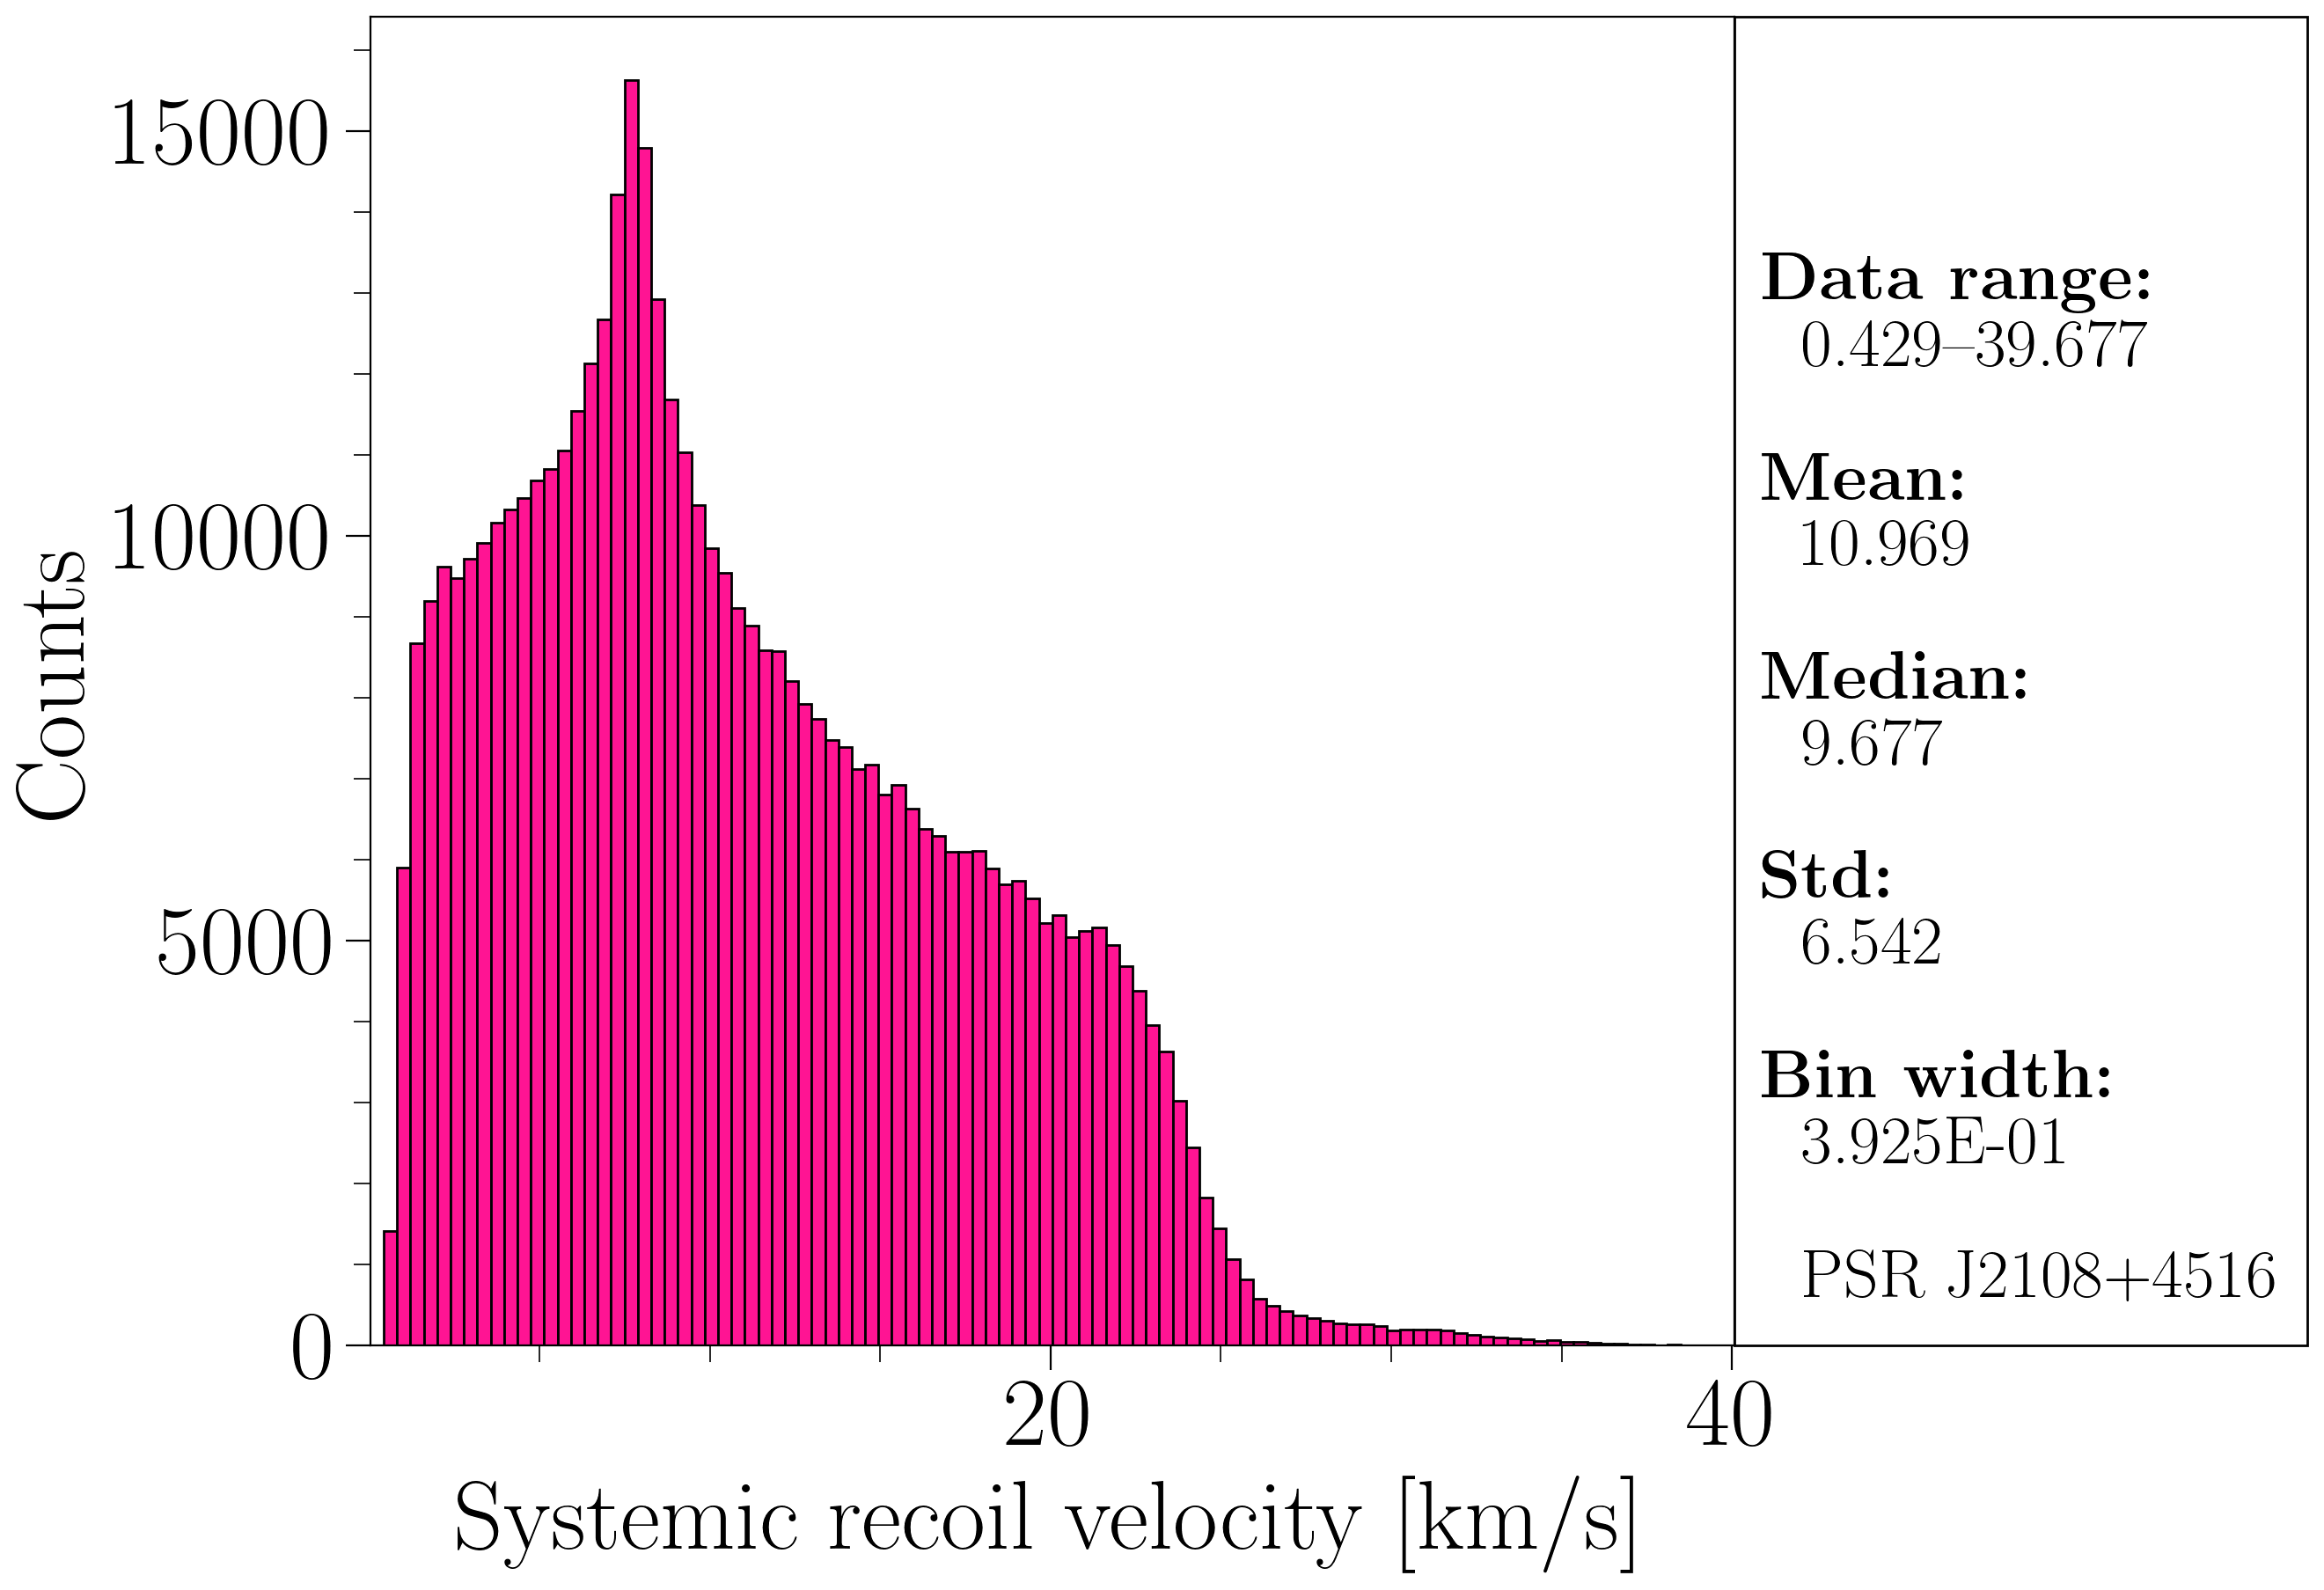 15000
10000
5000
0
Counts
20
40
Systemic recoil velocity [km/s]
Data range:
0.429–39.677
Mean:
10.969
Median:
9.677
Std:
6.542
Bin width:
3.925E-01
PSR J2108+4516